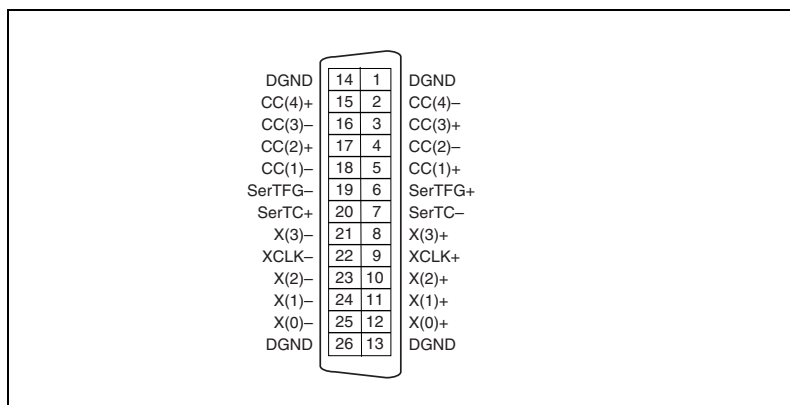 DGND 14 1 DGND
CC(4)+ 15 2 CC(4)–
CC(3)– 16 3 CC(3)+
CC(2)+ 17 4 CC(2)–
CC(1)– 18 5 CC(1)+
SerTFG– 19 6 SerTFG+
SerTC+ 20 7 SerTC–
X(3)– 21 8 X(3)+
XCLK– 22 9 XCLK+
X(2)– 23 10 X(2)+
X(1)– 24 11 X(1)+
X(0)– 25 12 X(0)+
DGND 26 13 DGND